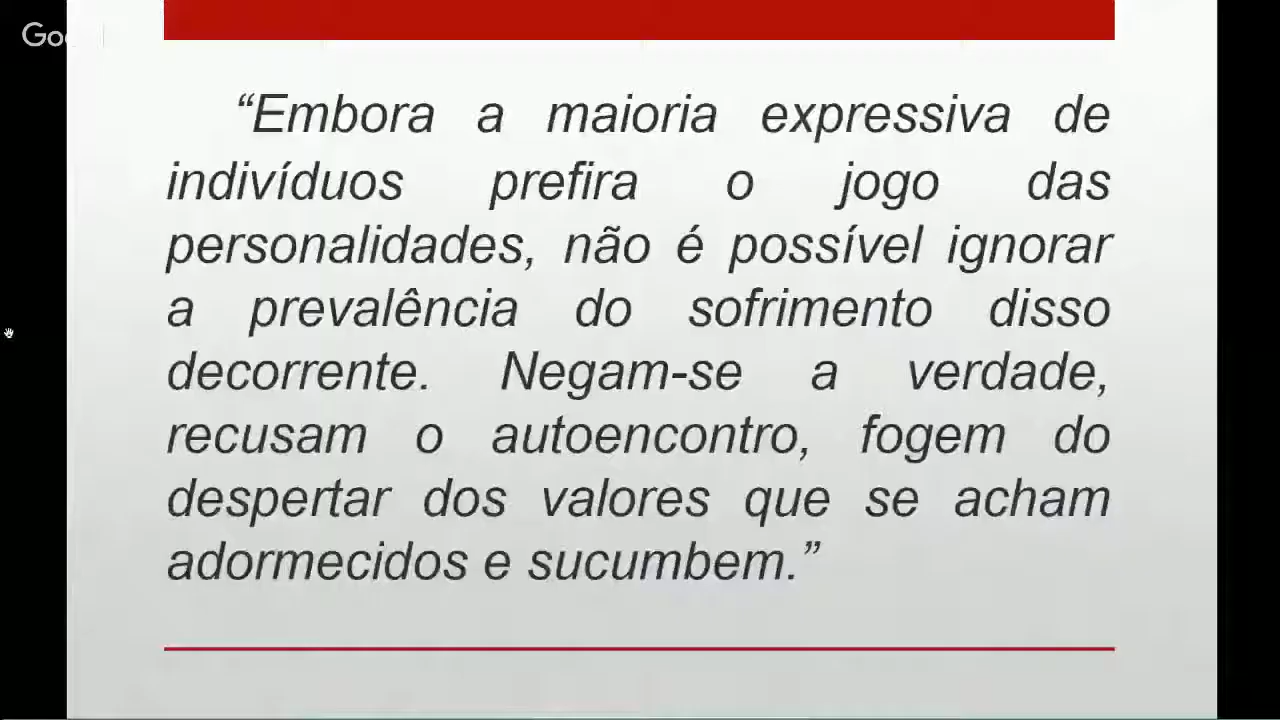 “Embora a maioria expressiva de
indivíduos prefira o jogo das
personalidades, não é possível ignorar
a prevalência do sofrimento disso
decorrente. Negam-se a verdade,
recusam o autoencontro, fogem do
despertar dos valores que se acham
adormecidos e sucumbem.”